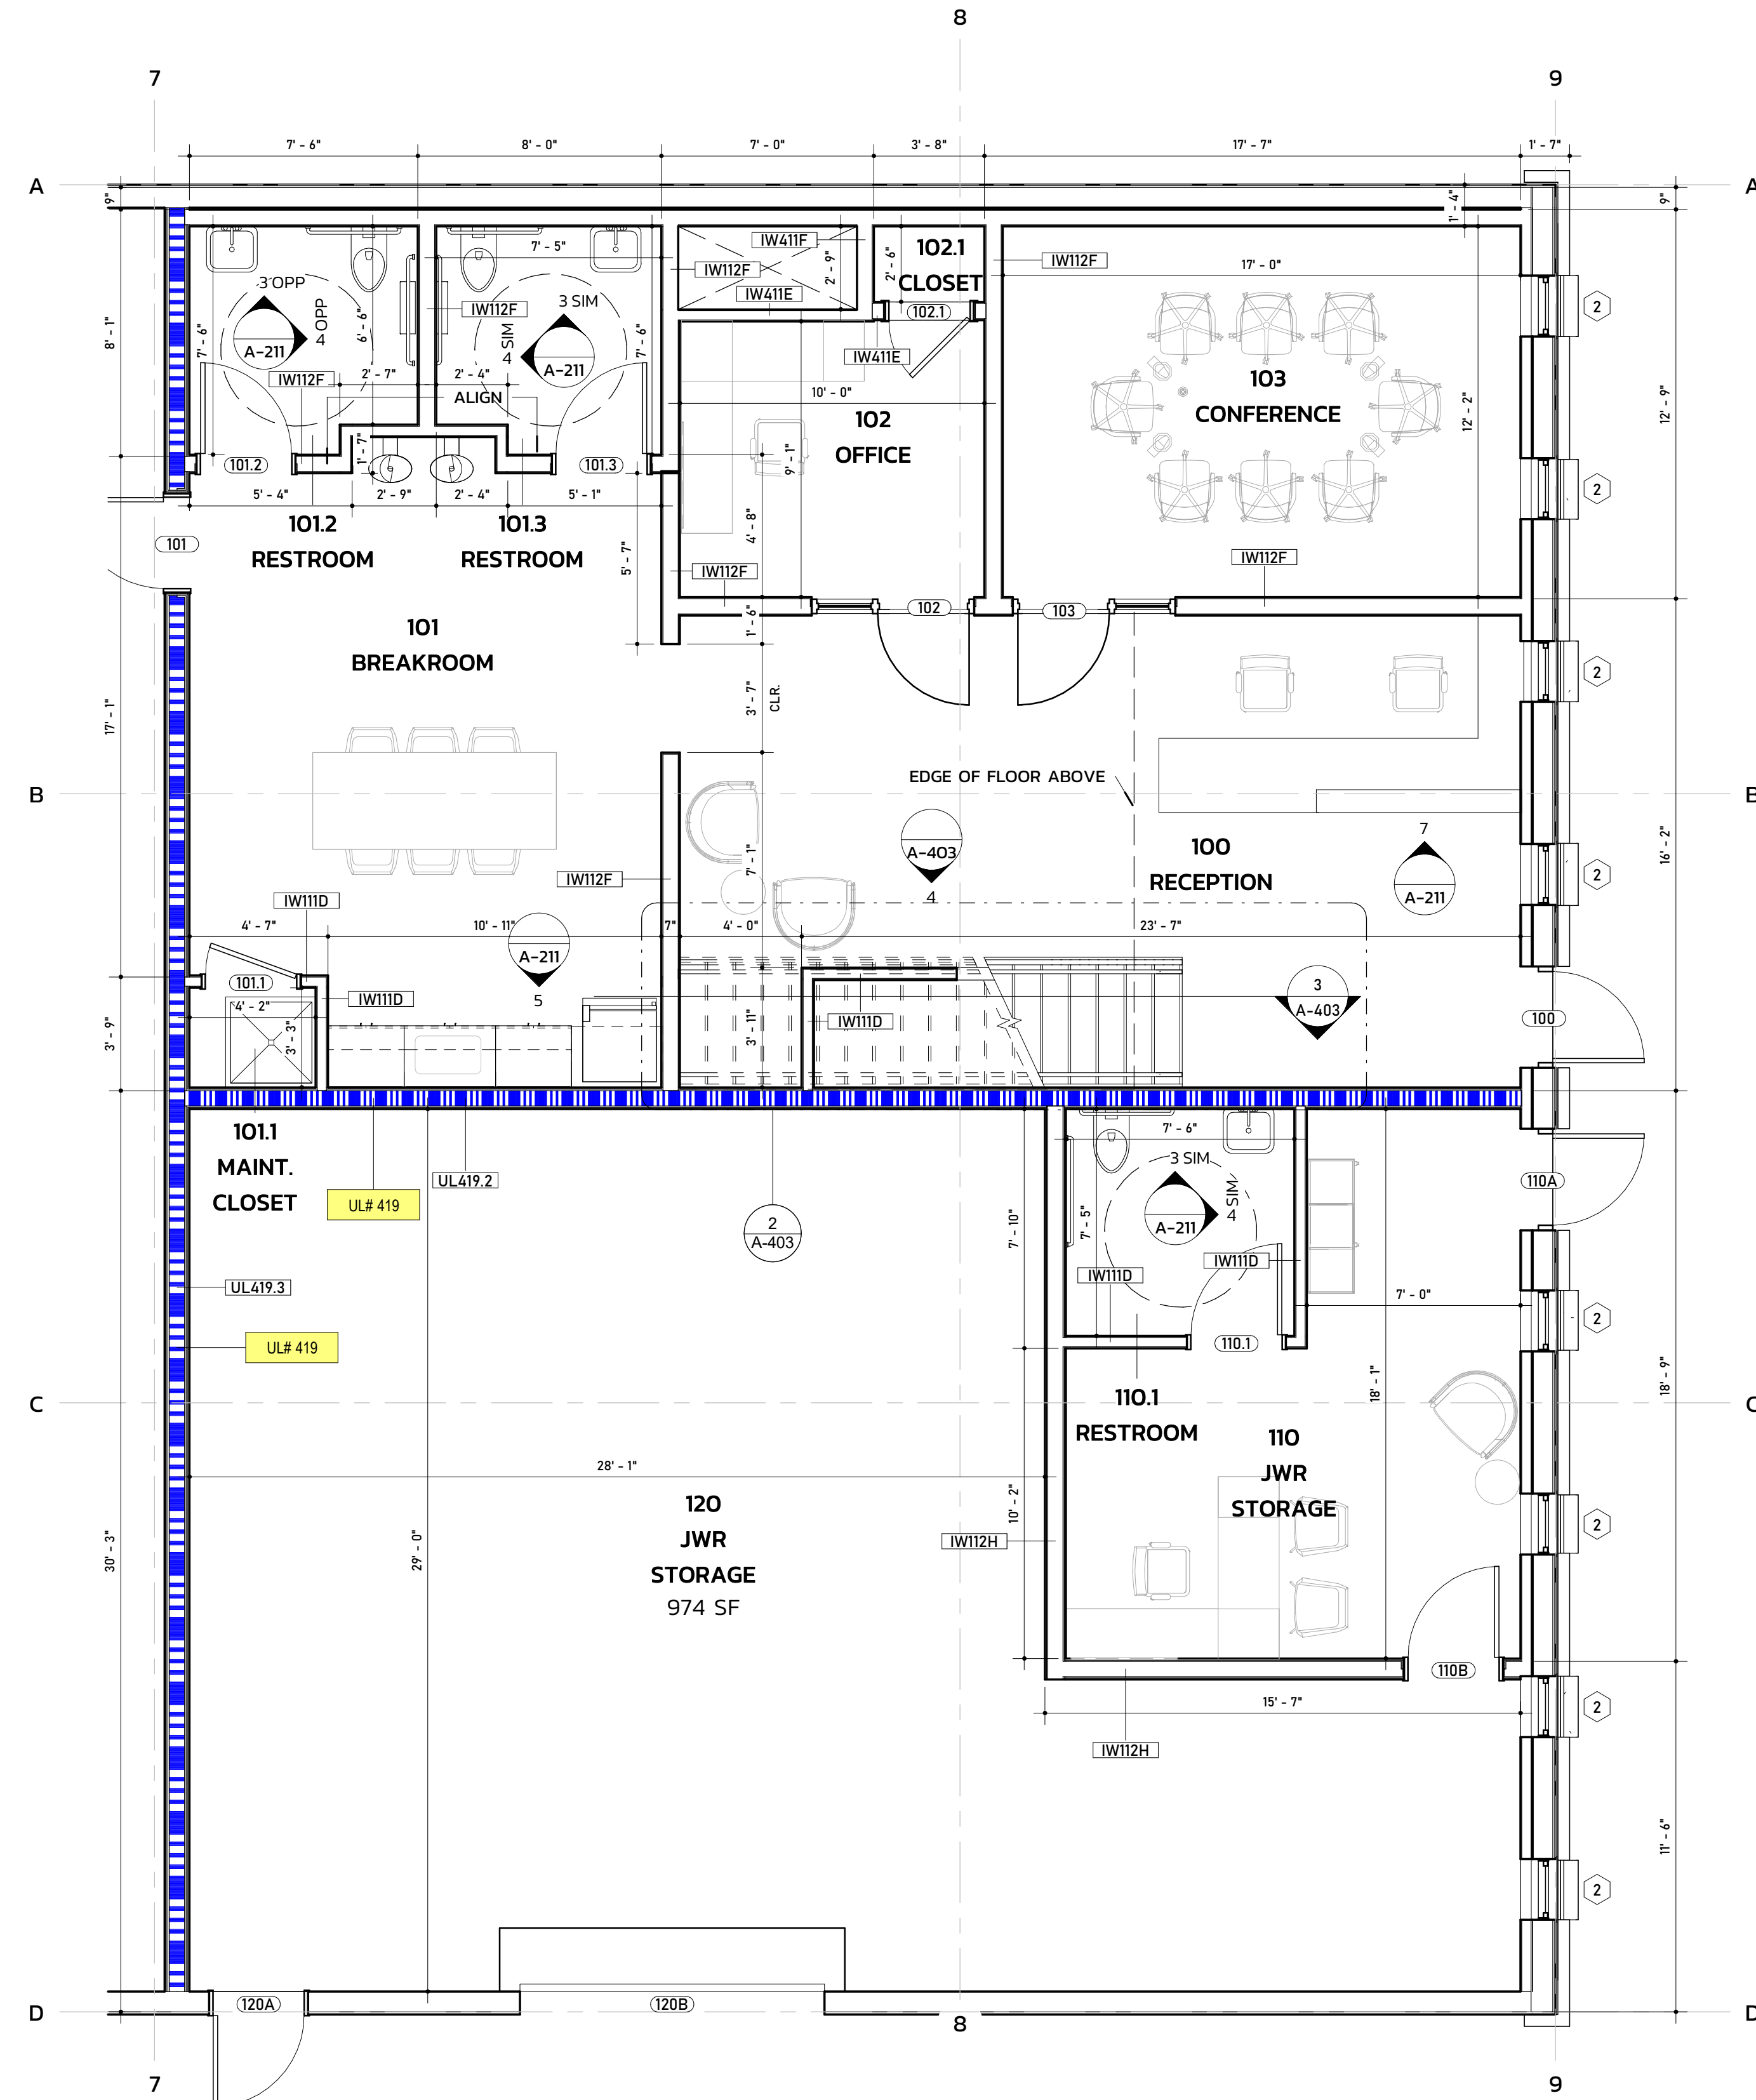 8
7
9
7' - 6"
8' - 0"
7' - 0"
3' - 8"
17' - 7"
1' - 7"
A
A
9"
1' - 4"
9"
IW411F
102.1
CLOSET
7' - 5"
IW112F
2' - 9"
2' - 6"
IW112F
17' - 0"
IW411E
3 OPP
4 OPP
A-211
IW112F
3 SIM
4 SIM
A-211
102.1
2
8' - 1"
7' - 6"
6' - 6"
7' - 6"
IW411E
IW112F
2' - 7"
2' - 4"
ALIGN
10' - 0"
103
CONFERENCE
12' - 2"
12' - 9"
102
OFFICE
1' - 7"
9' - 1"
101.2
101.3
5' - 4"
2' - 9"
2' - 4"
5' - 1"
2
101.2
RESTROOM
101.3
RESTROOM
4' - 8"
101
5' - 7"
IW112F
IW112F
102
103
1' - 6"
101
BREAKROOM
2
3' - 7"
CLR.
17' - 1"
EDGE OF FLOOR ABOVE
B
B
A-403
4
100
RECEPTION
7
A-211
7' - 1"
16' - 2"
2
IW112F
IW111D
4' - 7"
10' - 11"
7"
4' - 0"
23' - 7"
A-211
5
101.1
4' - 2"
IW111D
3
A-403
3' - 9"
3' - 3"
3' - 11"
IW111D
100
101.1
MAINT.
CLOSET
UL# 419
UL419.2
7' - 6"
3 SIM
4 SIM
A-211
110A
2
A-403
7' - 10"
7' - 5"
IW111D
IW111D
UL419.3
7' - 0"
2
UL# 419
110.1
18' - 1"
18' - 9"
110.1
RESTROOM
C
C
110
JWR
STORAGE
28' - 1"
10' - 2"
120
JWR
STORAGE
974 SF
IW112H
2
30' - 3"
29' - 0"
110B
15' - 7"
2
IW112H
11' - 6"
2
120A
120B
D
8
D
7
9